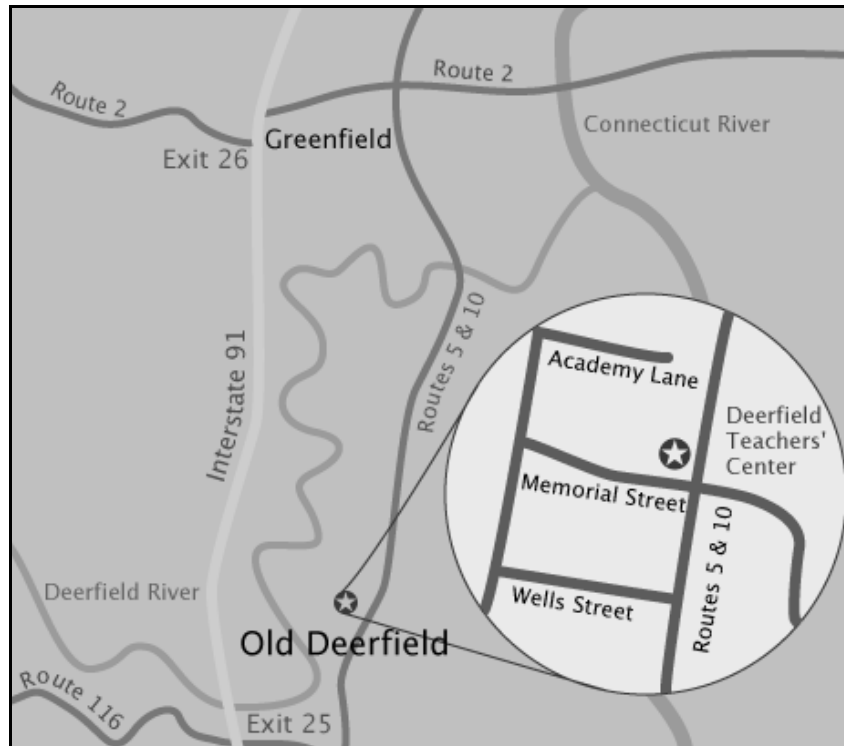 Route 2
Route 2
Connecticut River
Greenfield
Exit 26
Interstate 91
Routes 5 & 10
Academy Lane
Deerfield
Teachers'
Center
Memorial Street
Routes 5 & 10
Wells Street
Deerfield River
Old Deerfield
Route 116
Exit 25